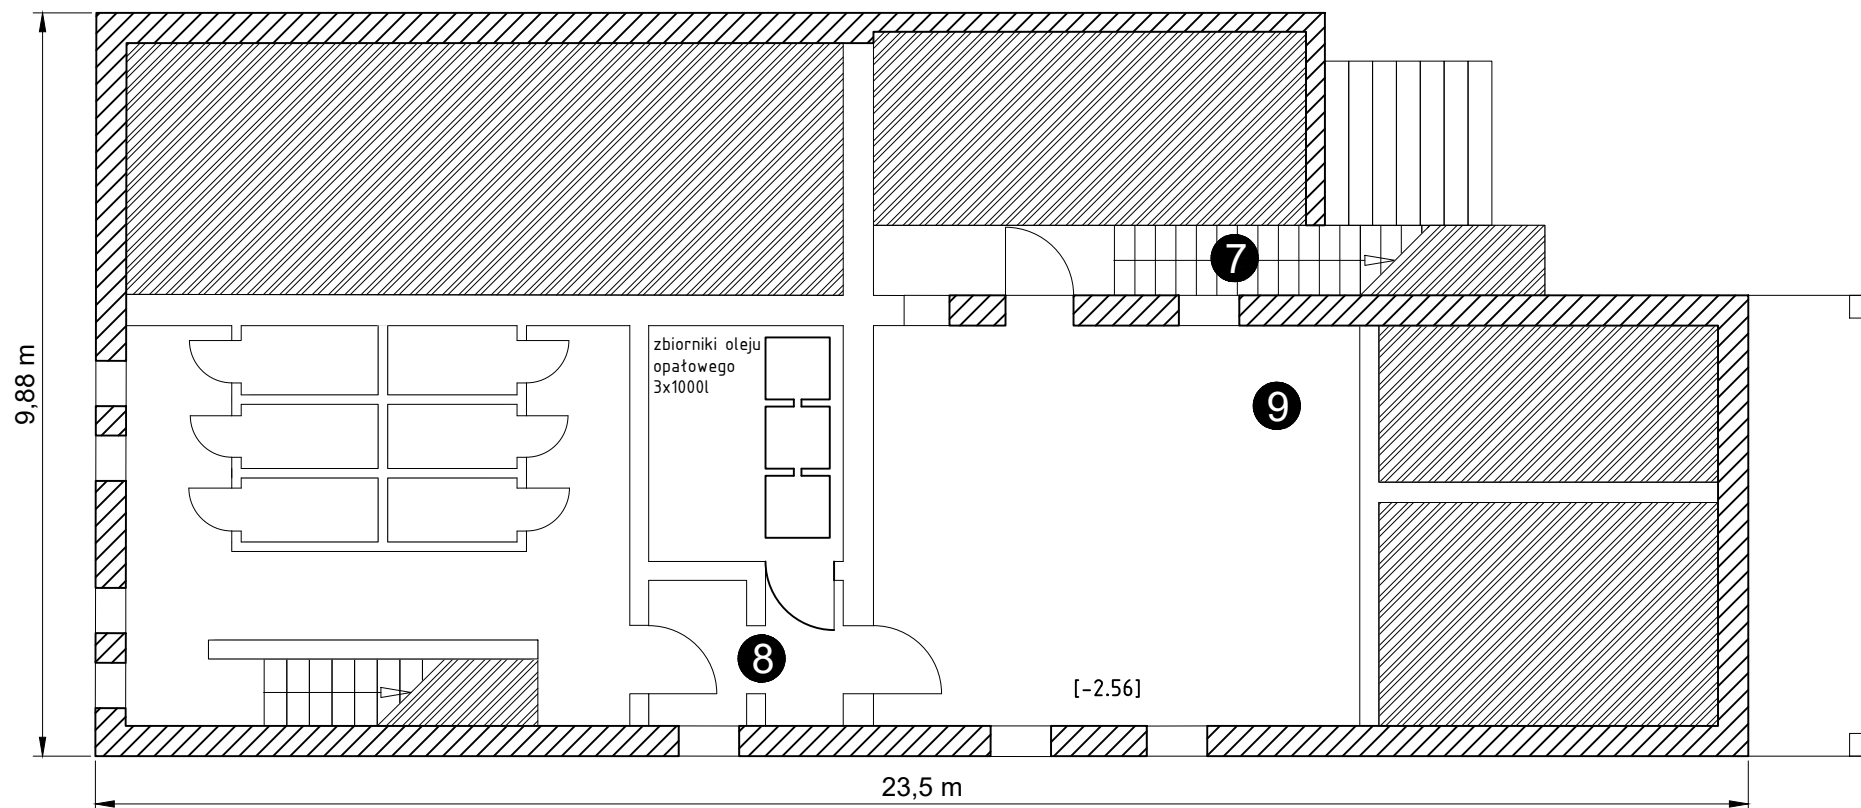 7
9,88 m
zbiorniki oleju
opałowego
3x1000l
9
8
[-2.56]
23,5 m